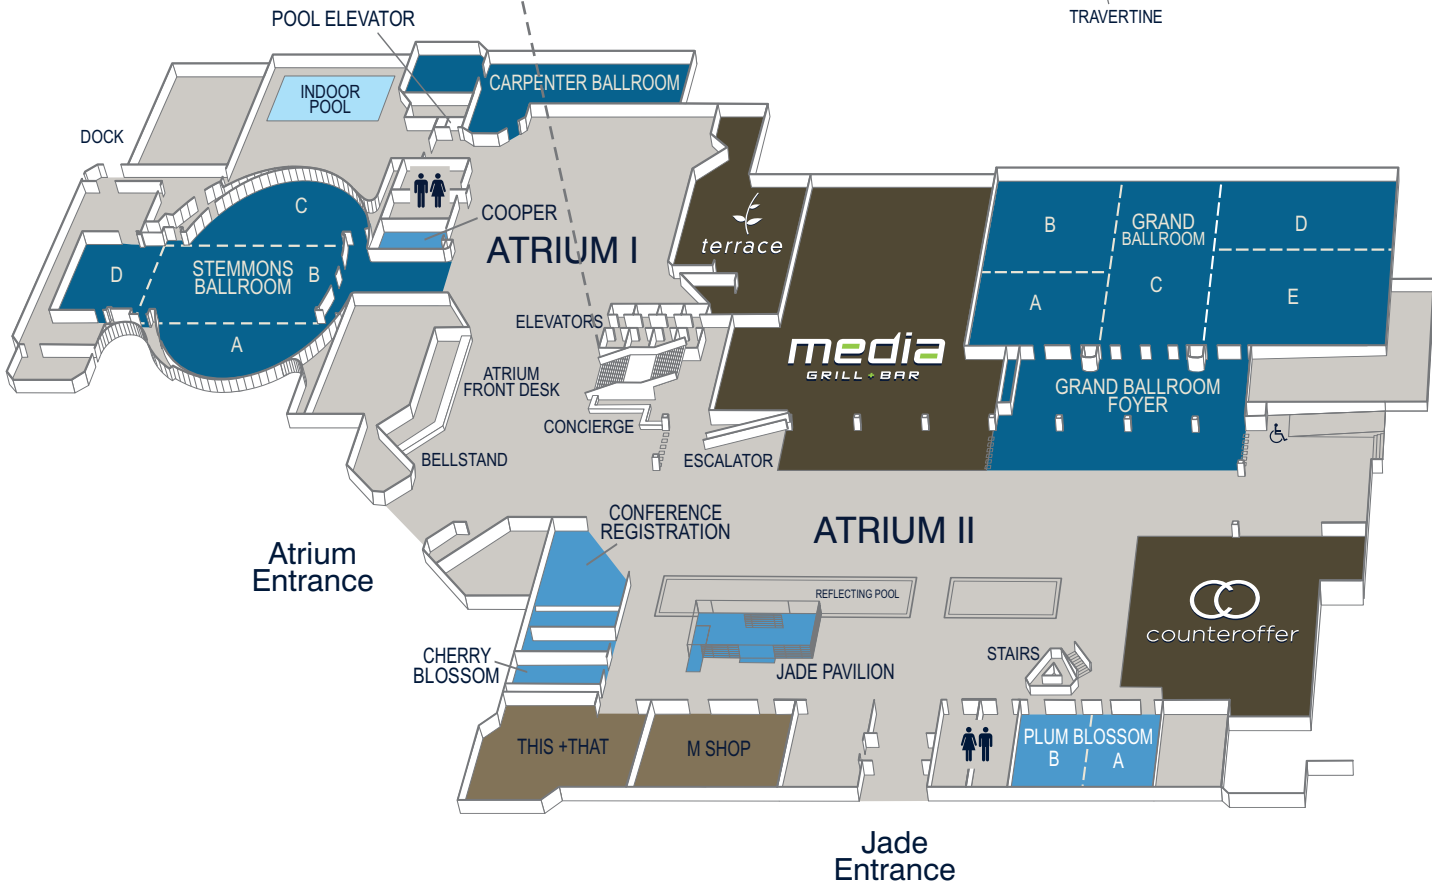 POOL ELEVATOR
TRAVERTINE
CARPENTER BALLROOM
INDOOR
POOL
DOCK
C
COOPER
ATRIUM I
terrace
B
GRAND
BALLROOM
D
D
STEMMONS
BALLROOM
B
A
C
E
A
ELEVATORS
media
GRILL + BAR
ATRIUM
FRONT DESK
GRAND BALLROOM
FOYER
CONCIERGE
BELLSTAND
ESCALATOR
CONFERENCE
REGISTRATION
ATRIUM II
Atrium
Entrance
REFLECTING POOL
counteroffer
CHERRY
BLOSSOM
JADE PAVILION
STAIRS
THIS +THAT
M SHOP
PLUM BLOSSOM
B
A
Jade
Entrance